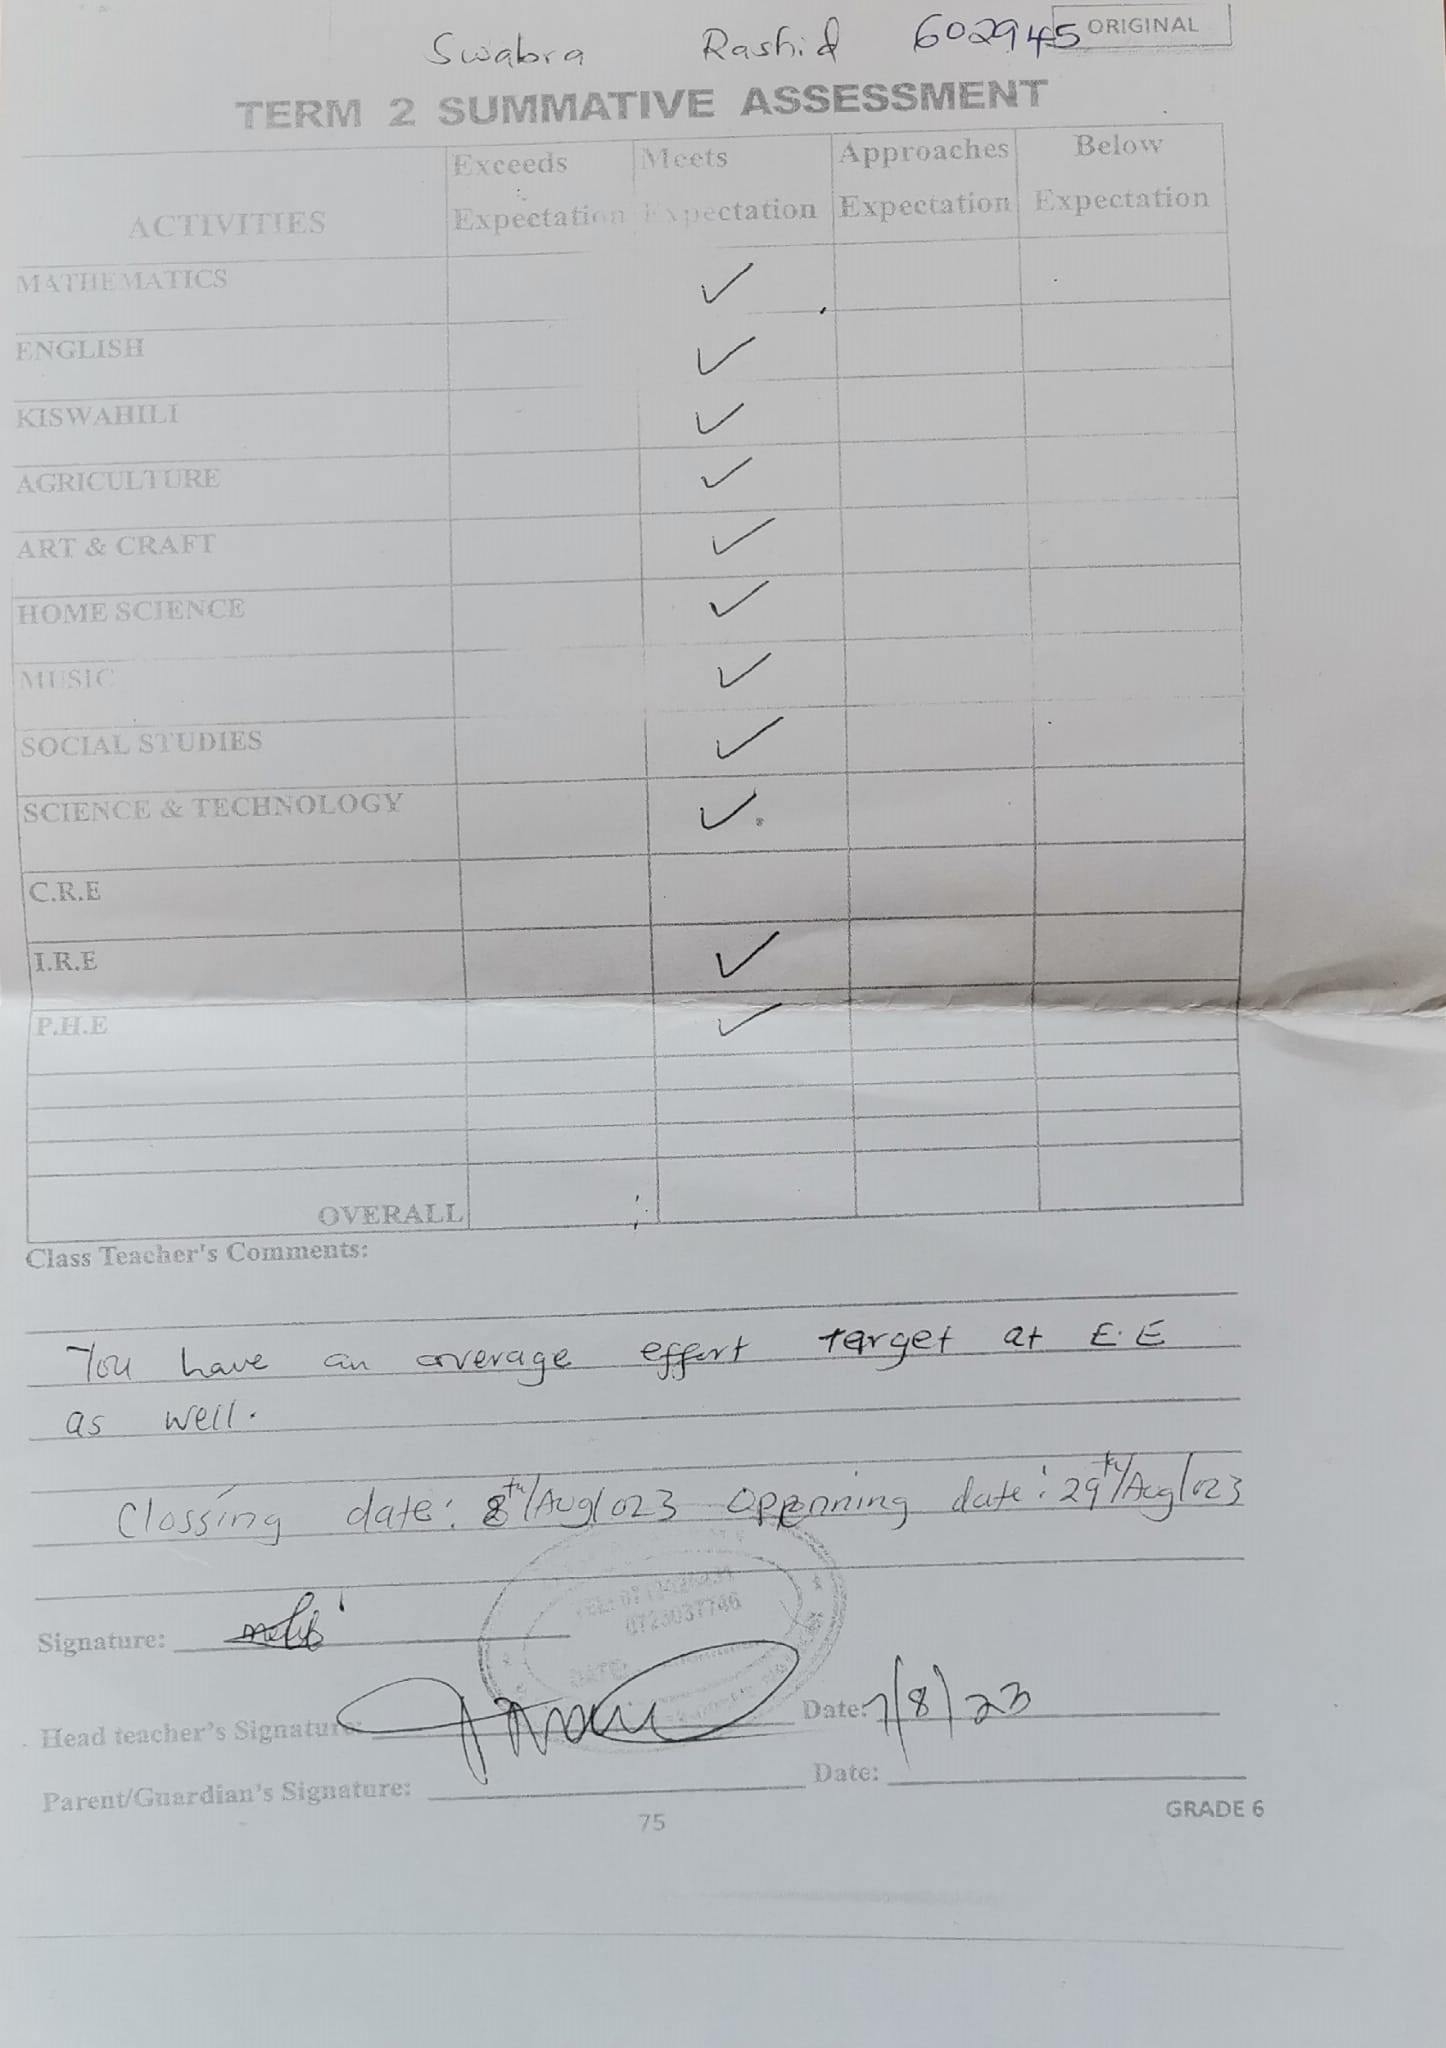 Swabra Rashid 602945 ORIGINAL
TERM 2 SUMMATIVE ASSESSMENT
ACTIVITIES Exceeds Expectation Meets Expectation Approaches Expectation Below Expectation
MATHEMATICS ✓
ENGLISH ✓
KISWAHILI ✓
AGRICULTURE ✓
ART & CRAFT ✓
HOME SCIENCE ✓
MUSIC ✓
SOCIAL STUDIES ✓
SCIENCE & TECHNOLOGY ✓
C.R.E
I.R.E ✓
P.H.E ✓
OVERALL
Class Teacher's Comments:
You have an average effort target at E.E
as well.
Clossing date: 8th/Aug/023 Oppenning date: 29th/Aug/023
0723037746
DATE:
Signature:
Head teacher's Signature: Date: 7/8/23
Parent/Guardian's Signature: Date:
75
GRADE 6